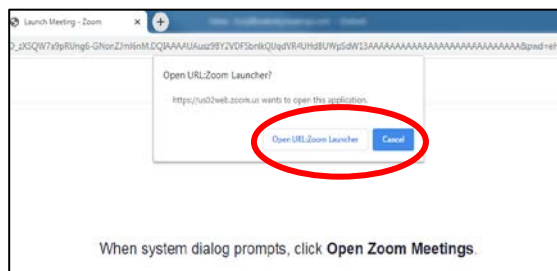 Launch Meeting - Zoom
Open URL:Zoom Launcher?
https://us02web.zoom.us wants to open this application.
Open URL:Zoom Launcher Cancel
When system dialog prompts, click Open Zoom Meetings.